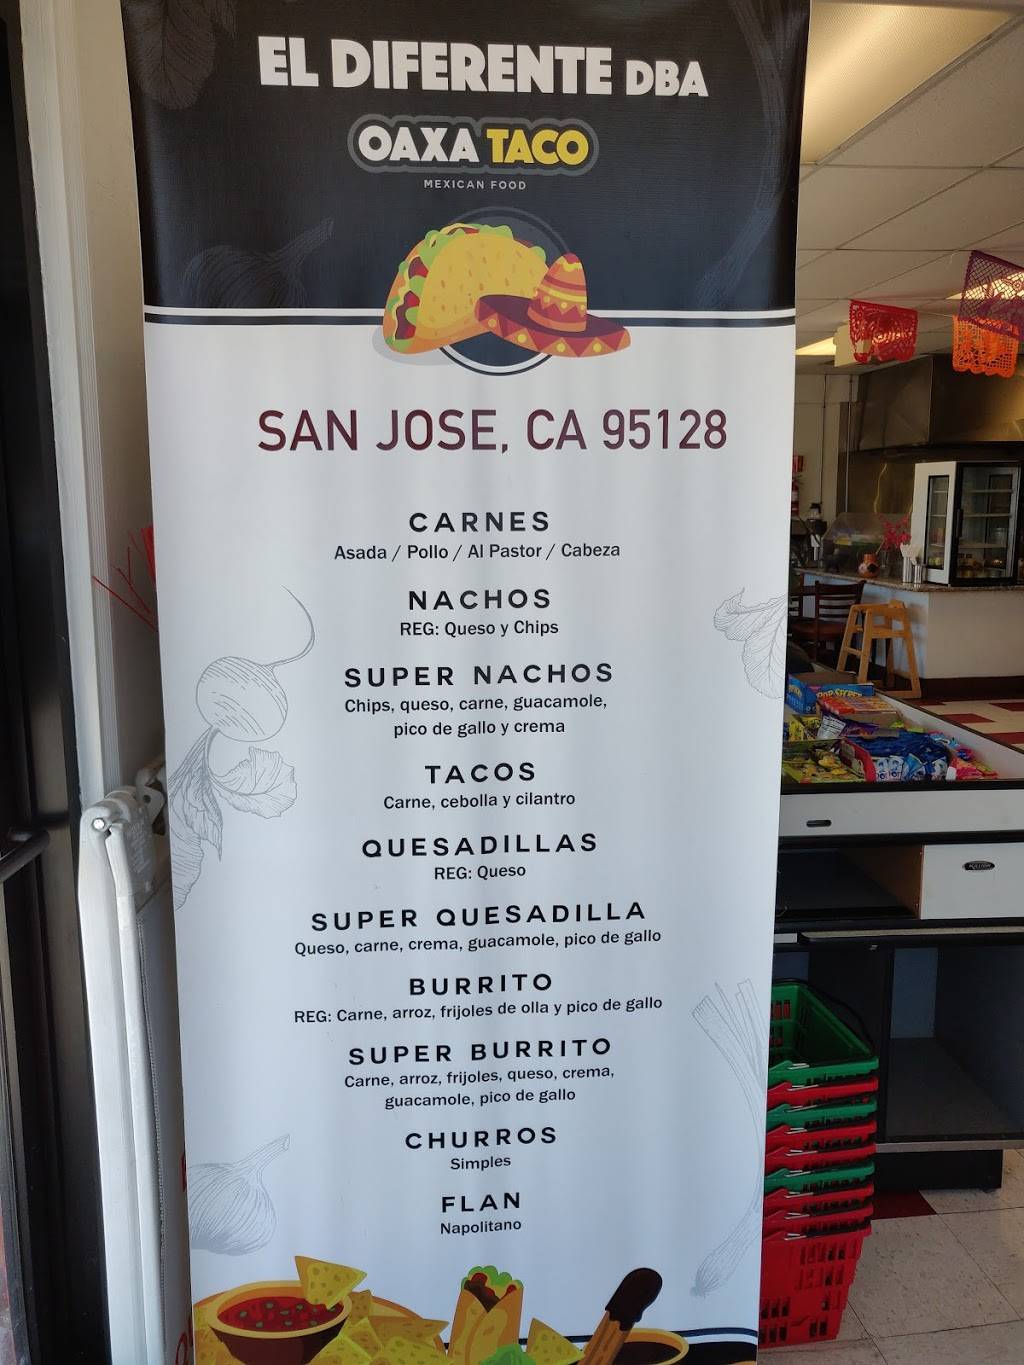 EL DIFERENTE DBA
OAXA TACO
MEXICAN FOOD
SAN JOSE, CA 95128
CARNES
Asada / Pollo / Al Pastor / Cabeza
NACHOS
REG: Queso y Chips
SUPER NACHOS
Chips, queso, carne, guacamole,
pico de gallo y crema
TACOS
Carne, cebolla y cilantro
QUESADILLAS
REG: Queso
SUPER QUESADILLA
Queso, carne, crema, guacamole, pico de gallo
BURRITO
REG: Carne, arroz, frijoles de olla y pico de gallo
SUPER BURRITO
Carne, arroz, frijoles, queso, crema,
guacamole, pico de gallo
CHURROS
Simples
FLAN
Napolitano
POP SECRET